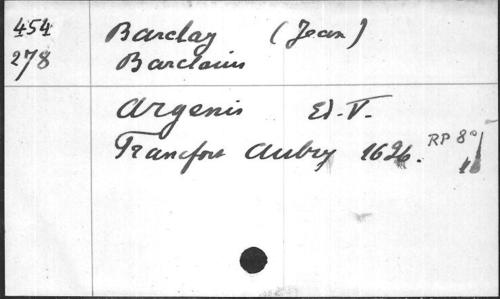 454 Barclay (Jean)
278 Barclaius
Argenis Ed. V.
Francfort Aubry 1626. RP 8°